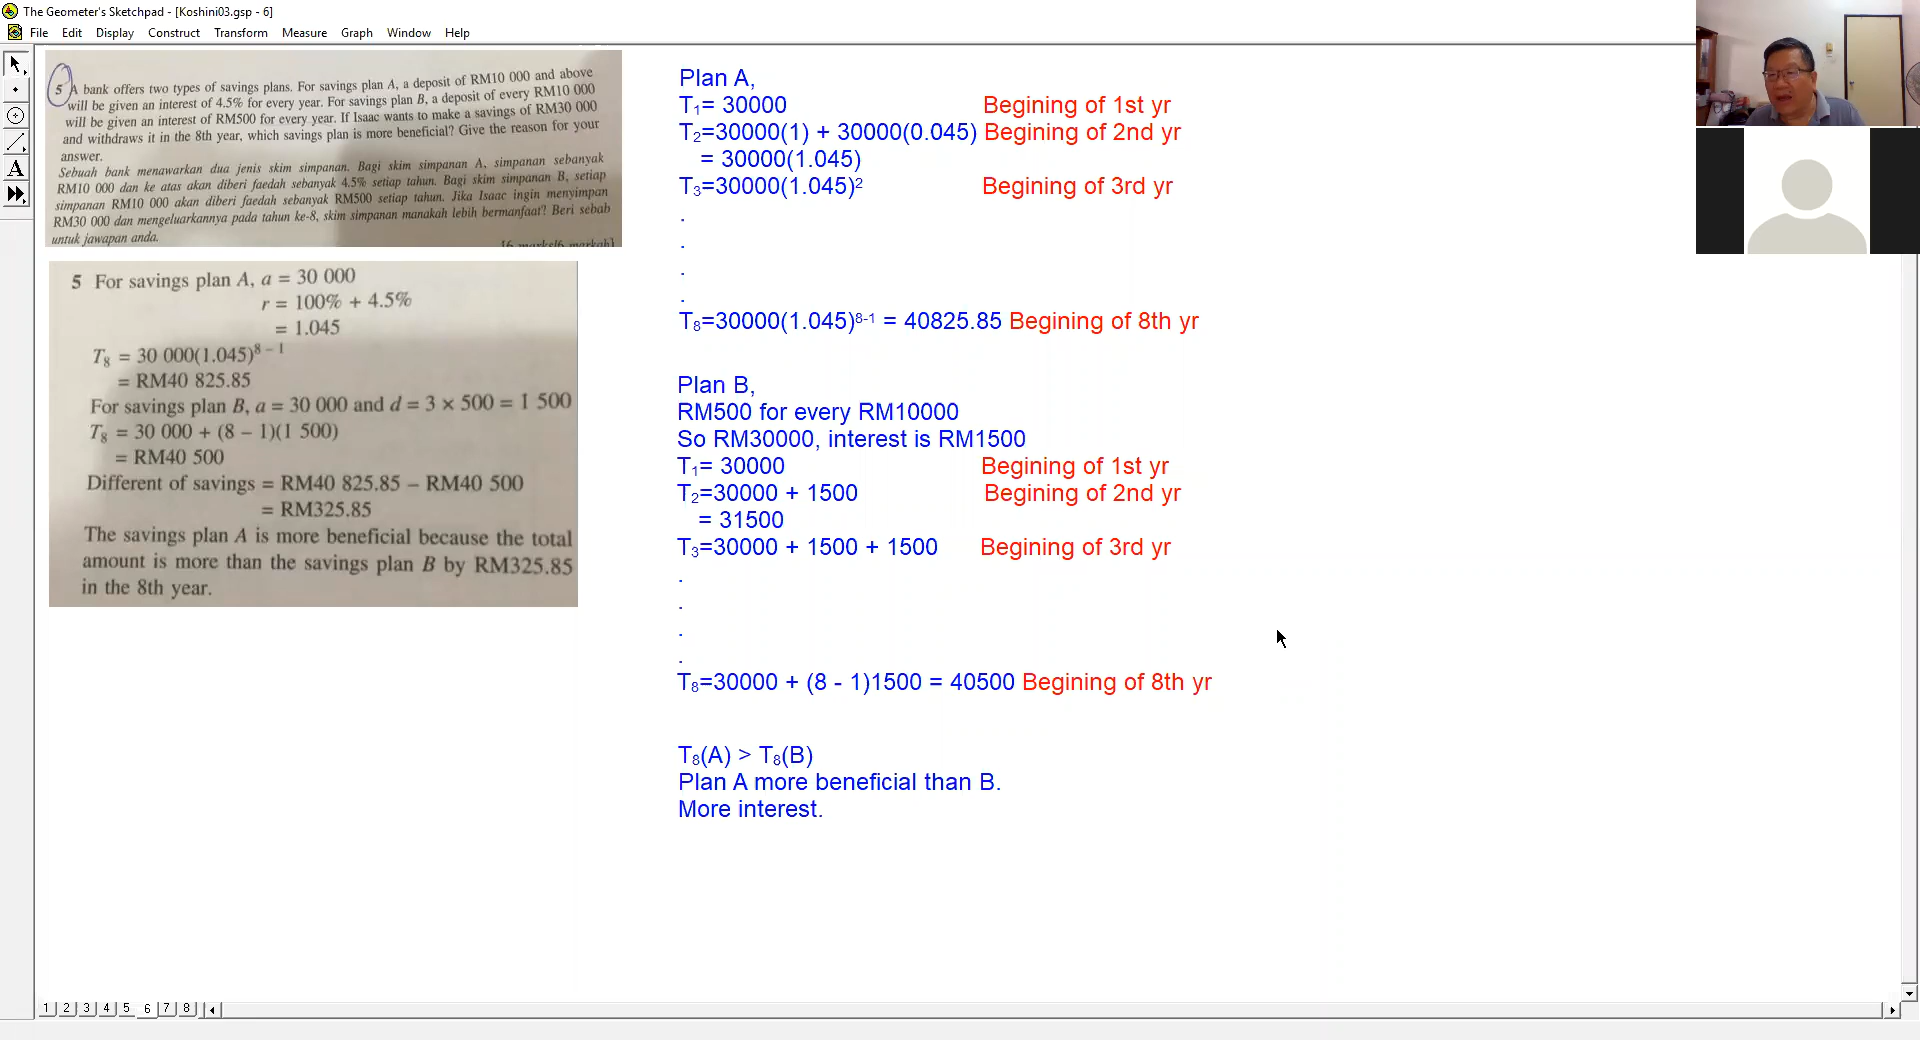 The Geometer's Sketchpad - [Koshini03.gsp - 6]
File Edit Display Construct Transform Measure Graph Window Help
5 A bank offers two types of savings plans. For savings plan A, a deposit of RM10 000 and above
will be given an interest of 4.5% for every year. For savings plan B, a deposit of every RM10 000
will be given an interest of RM500 for every year. If Isaac wants to make a savings of RM30 000
and withdraws it in the 8th year, which savings plan is more beneficial? Give the reason for your
answer.
Sebuah bank menawarkan dua jenis skim simpanan. Bagi skim simpanan A, simpanan sebanyak
RM10 000 dan ke atas akan diberi faedah sebanyak 4.5% setiap tahun. Bagi skim simpanan B, setiap
simpanan RM10 000 akan diberi faedah sebanyak RM500 setiap tahun. Jika Isaac ingin menyimpan
RM30 000 dan mengeluarkannya pada tahun ke-8, skim simpanan manakah lebih bermanfaat? Beri sebab
untuk jawapan anda.
[6 marks/6 markah]
5 For savings plan A, a = 30 000
r = 100% + 4.5%
= 1.045
T₈ = 30 000(1.045)⁸ ⁻ ¹
= RM40 825.85
For savings plan B, a = 30 000 and d = 3 × 500 = 1 500
T₈ = 30 000 + (8 − 1)(1 500)
= RM40 500
Different of savings = RM40 825.85 − RM40 500
= RM325.85
The savings plan A is more beneficial because the total
amount is more than the savings plan B by RM325.85
in the 8th year.
Plan A,
T₁= 30000 Begining of 1st yr
T₂=30000(1) + 30000(0.045) Begining of 2nd yr
= 30000(1.045)
T₃=30000(1.045)² Begining of 3rd yr
.
.
.
.
T₈=30000(1.045)⁸⁻¹ = 40825.85 Begining of 8th yr
Plan B,
RM500 for every RM10000
So RM30000, interest is RM1500
T₁= 30000 Begining of 1st yr
T₂=30000 + 1500 Begining of 2nd yr
= 31500
T₃=30000 + 1500 + 1500 Begining of 3rd yr
.
.
.
.
T₈=30000 + (8 - 1)1500 = 40500 Begining of 8th yr
T₈(A) > T₈(B)
Plan A more beneficial than B.
More interest.
A
1 2 3 4 5 6 7 8